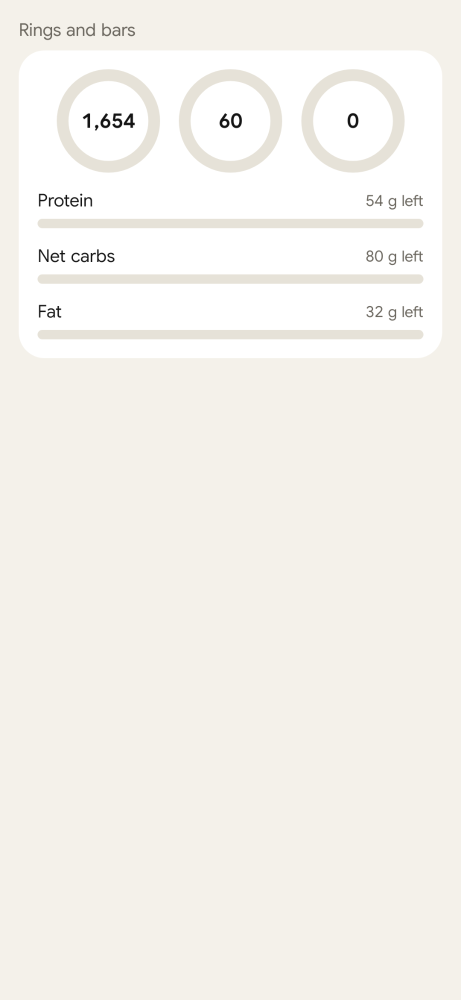 Rings and bars
1,654 60 0
Protein 54 g left
Net carbs 80 g left
Fat 32 g left